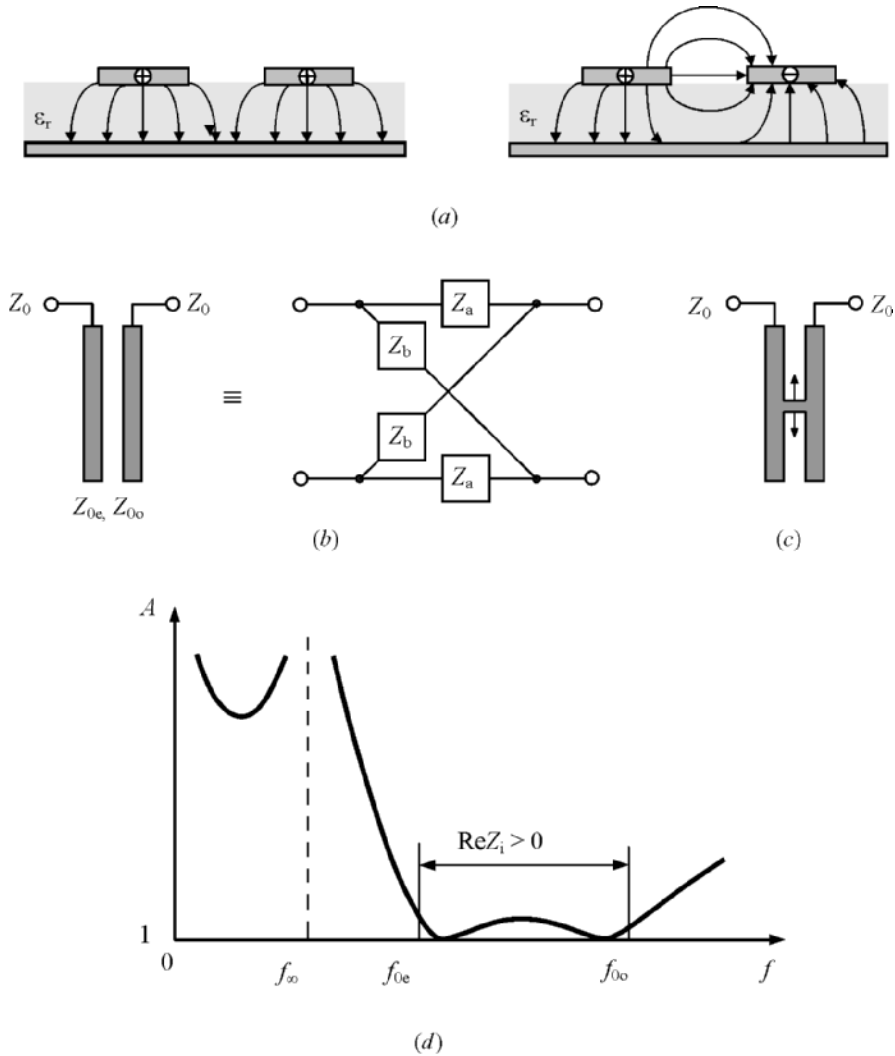 ⊕ ⊕ ⊕ ⊖
εr εr
(a)
Z0 Z0 Za Z0 Z0
Zb
≡
Zb
Za
Z0e, Z0o
(b) (c)
A
ReZi > 0
1
0 f∞ f0e f0o f
(d)